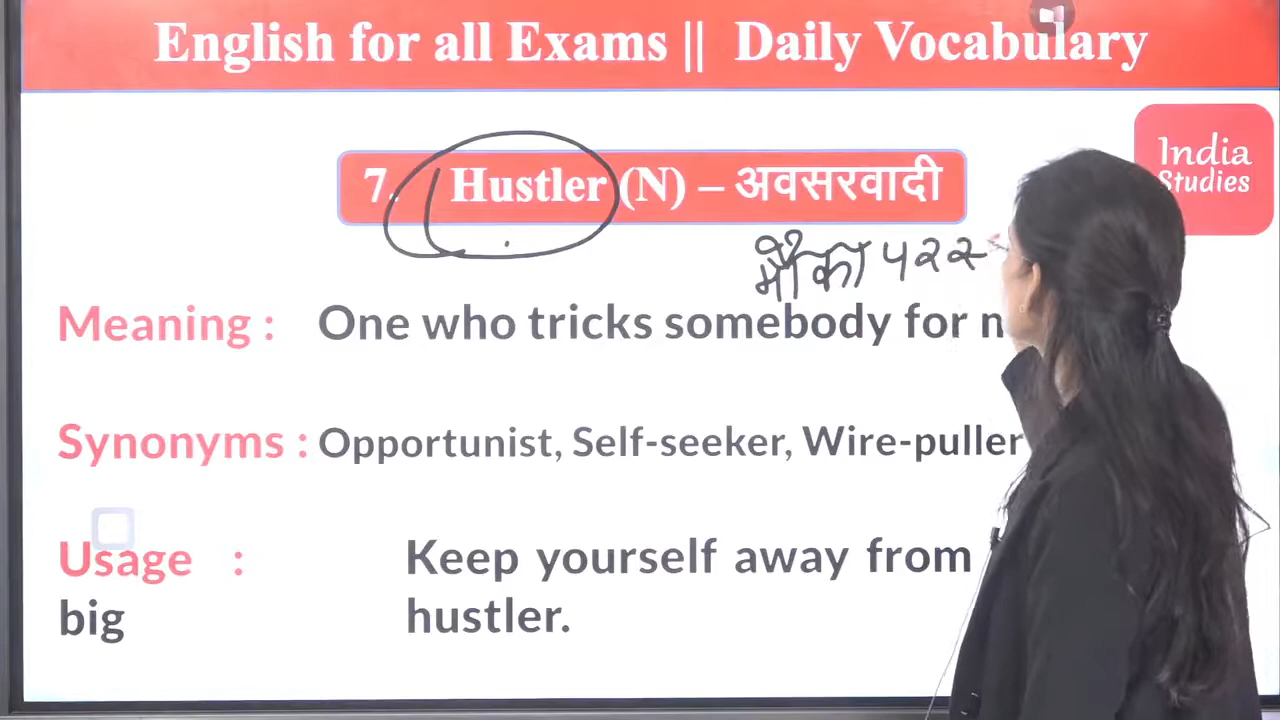 English for all Exams || Daily Vocabulary
India
Studies
7. Hustler (N) – अवसरवादी
मौका परस्
Meaning : One who tricks somebody for
Synonyms : Opportunist, Self-seeker, Wire-puller
Usage : Keep yourself away from
big hustler.